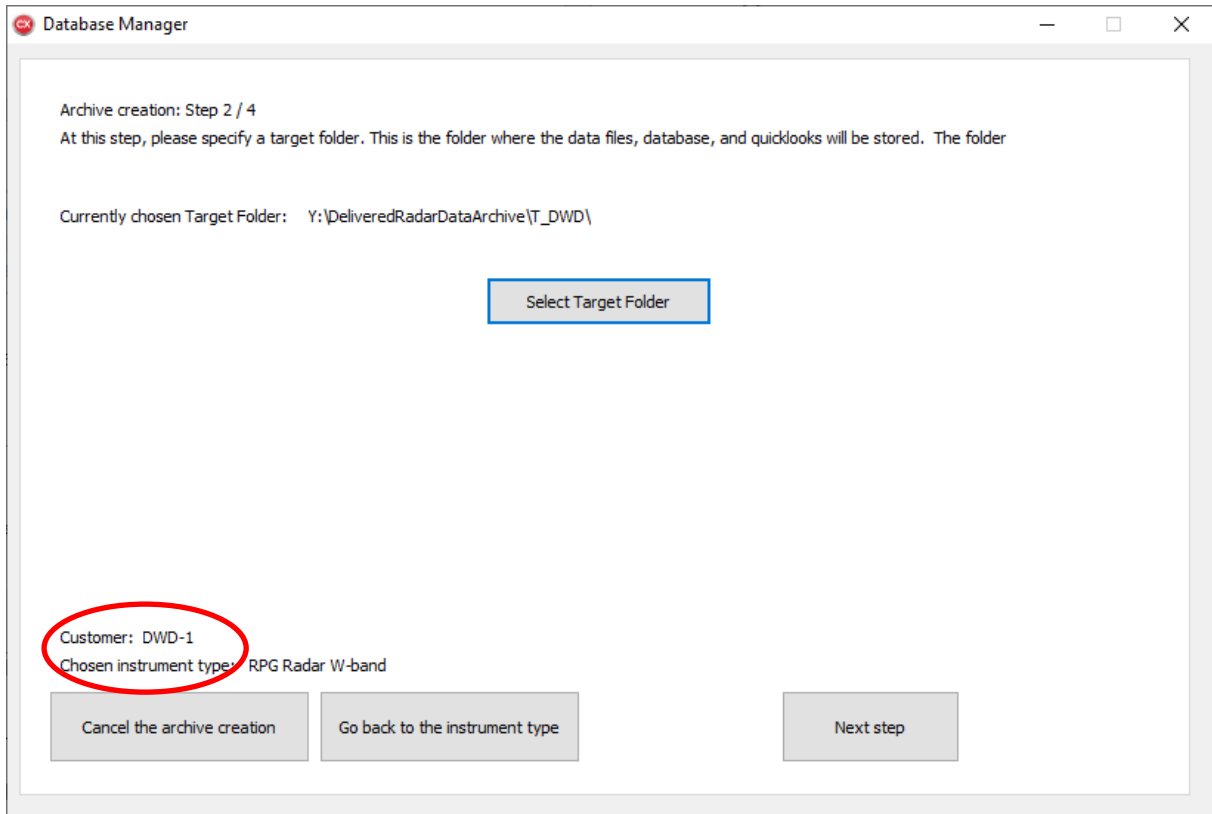 CX Database Manager
Archive creation: Step 2 / 4
At this step, please specify a target folder. This is the folder where the data files, database, and quicklooks will be stored.  The folder
Currently chosen Target Folder:   Y:\DeliveredRadarDataArchive\T_DWD\
Select Target Folder
Customer:  DWD-1
Chosen instrument type:  RPG Radar W-band
Cancel the archive creation
Go back to the instrument type
Next step